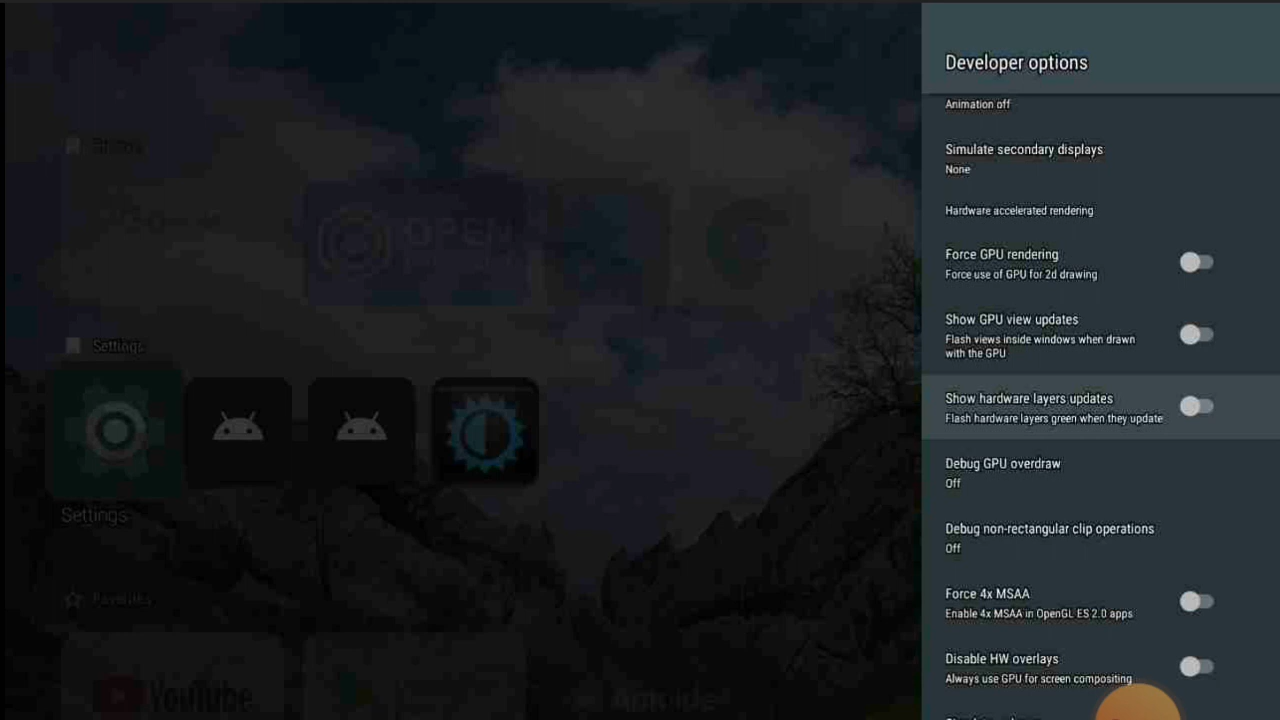 Developer options
Animation off
Simulate secondary displays
None
Hardware accelerated rendering
Force GPU rendering
Force use of GPU for 2d drawing
Show GPU view updates
Flash views inside windows when drawn
with the GPU
Show hardware layers updates
Flash hardware layers green when they update
Debug GPU overdraw
Off
Debug non-rectangular clip operations
Off
Force 4x MSAA
Enable 4x MSAA in OpenGL ES 2.0 apps
Disable HW overlays
Always use GPU for screen compositing
OPEN
Settings
Settings
Favorites
YouTube